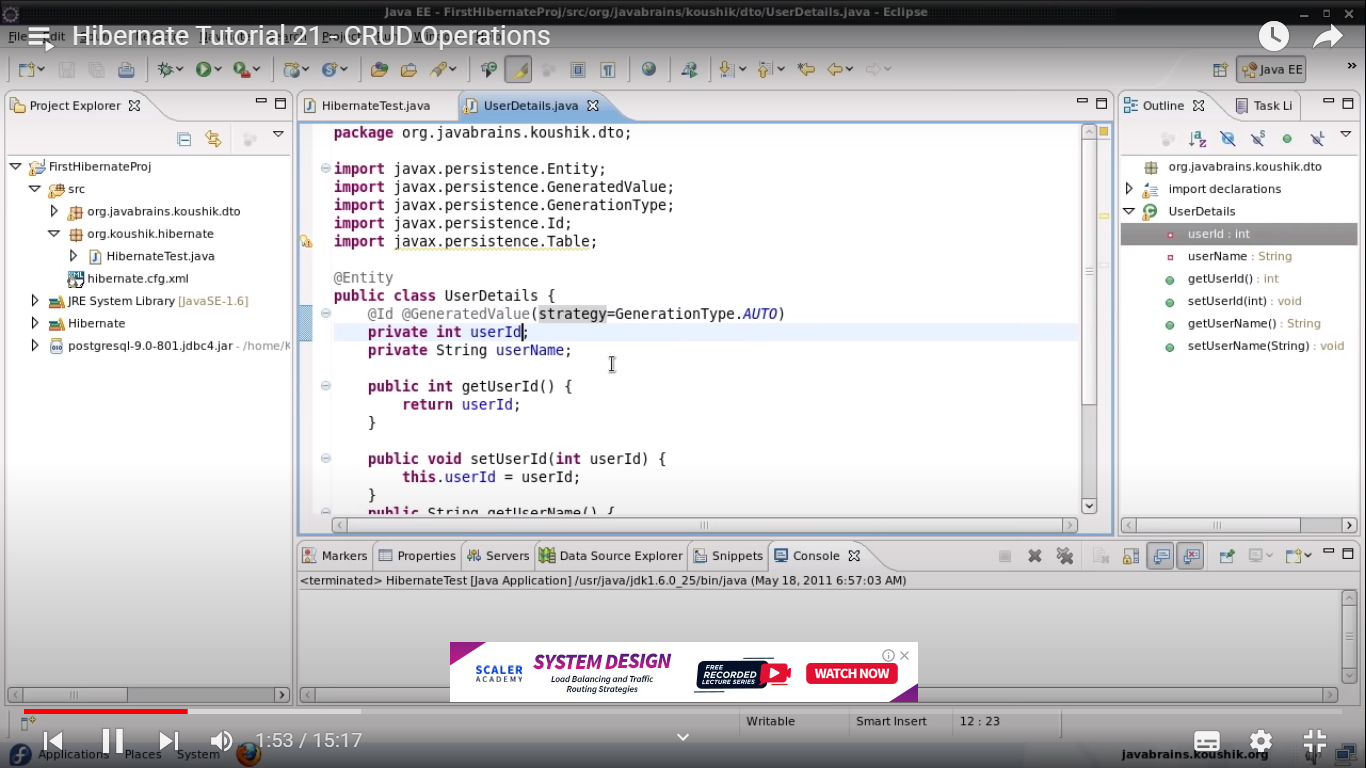 Java EE - FirstHibernateProj/src/org/javabrains/koushik/dto/UserDetails.java - Eclipse
Hibernate Tutorial 21 - CRUD Operations
File Edit
Java EE
Project Explorer
FirstHibernateProj
src
org.javabrains.koushik.dto
org.koushik.hibernate
HibernateTest.java
hibernate.cfg.xml
JRE System Library [JavaSE-1.6]
Hibernate
postgresql-9.0-801.jdbc4.jar - /home/K
HibernateTest.java
UserDetails.java
package org.javabrains.koushik.dto;
import javax.persistence.Entity;
import javax.persistence.GeneratedValue;
import javax.persistence.GenerationType;
import javax.persistence.Id;
import javax.persistence.Table;
@Entity
public class UserDetails {
@Id @GeneratedValue(strategy=GenerationType.AUTO)
private int userId;
private String userName;
public int getUserId() {
return userId;
}
public void setUserId(int userId) {
this.userId = userId;
}
public String getUserName() {
Outline
Task Li
org.javabrains.koushik.dto
import declarations
UserDetails
userId : int
userName : String
getUserId() : int
setUserId(int) : void
getUserName() : String
setUserName(String) : void
Markers
Properties
Servers
Data Source Explorer
Snippets
Console
<terminated> HibernateTest [Java Application] /usr/java/jdk1.6.0_25/bin/java (May 18, 2011 6:57:03 AM)
SCALER
ACADEMY
SYSTEM DESIGN
Load Balancing and Traffic
Routing Strategies
FREE
RECORDED
LECTURE SERIES
WATCH NOW
Writable
Smart Insert
12 : 23
1:53 / 15:17
Applications Places System
javabrains.koushik.org